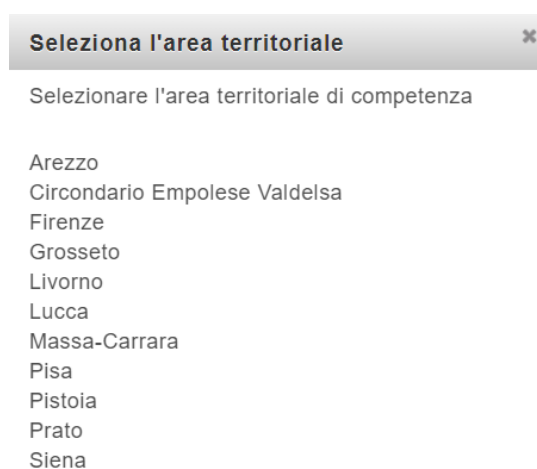 Seleziona l'area territoriale
Selezionare l'area territoriale di competenza
Arezzo
Circondario Empolese Valdelsa
Firenze
Grosseto
Livorno
Lucca
Massa-Carrara
Pisa
Pistoia
Prato
Siena